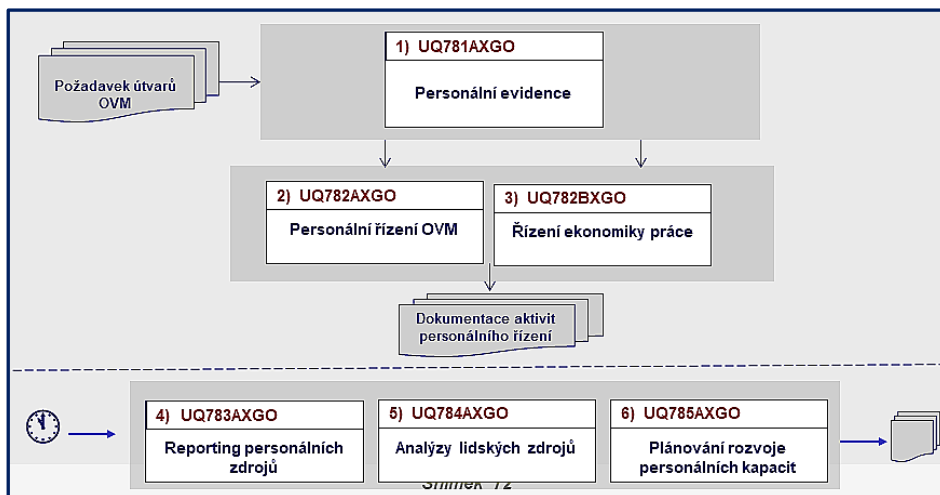 1) UQ781AXGO
Požadavek útvarů
OVM
Personální evidence
2) UQ782AXGO
3) UQ782BXGO
Personální řízení OVM
Řízení ekonomiky práce
Dokumentace aktivit
personálního řízení
4) UQ783AXGO
5) UQ784AXGO
6) UQ785AXGO
Reporting personálních
zdrojů
Analýzy lidských zdrojů
Plánování rozvoje
personálních kapacit